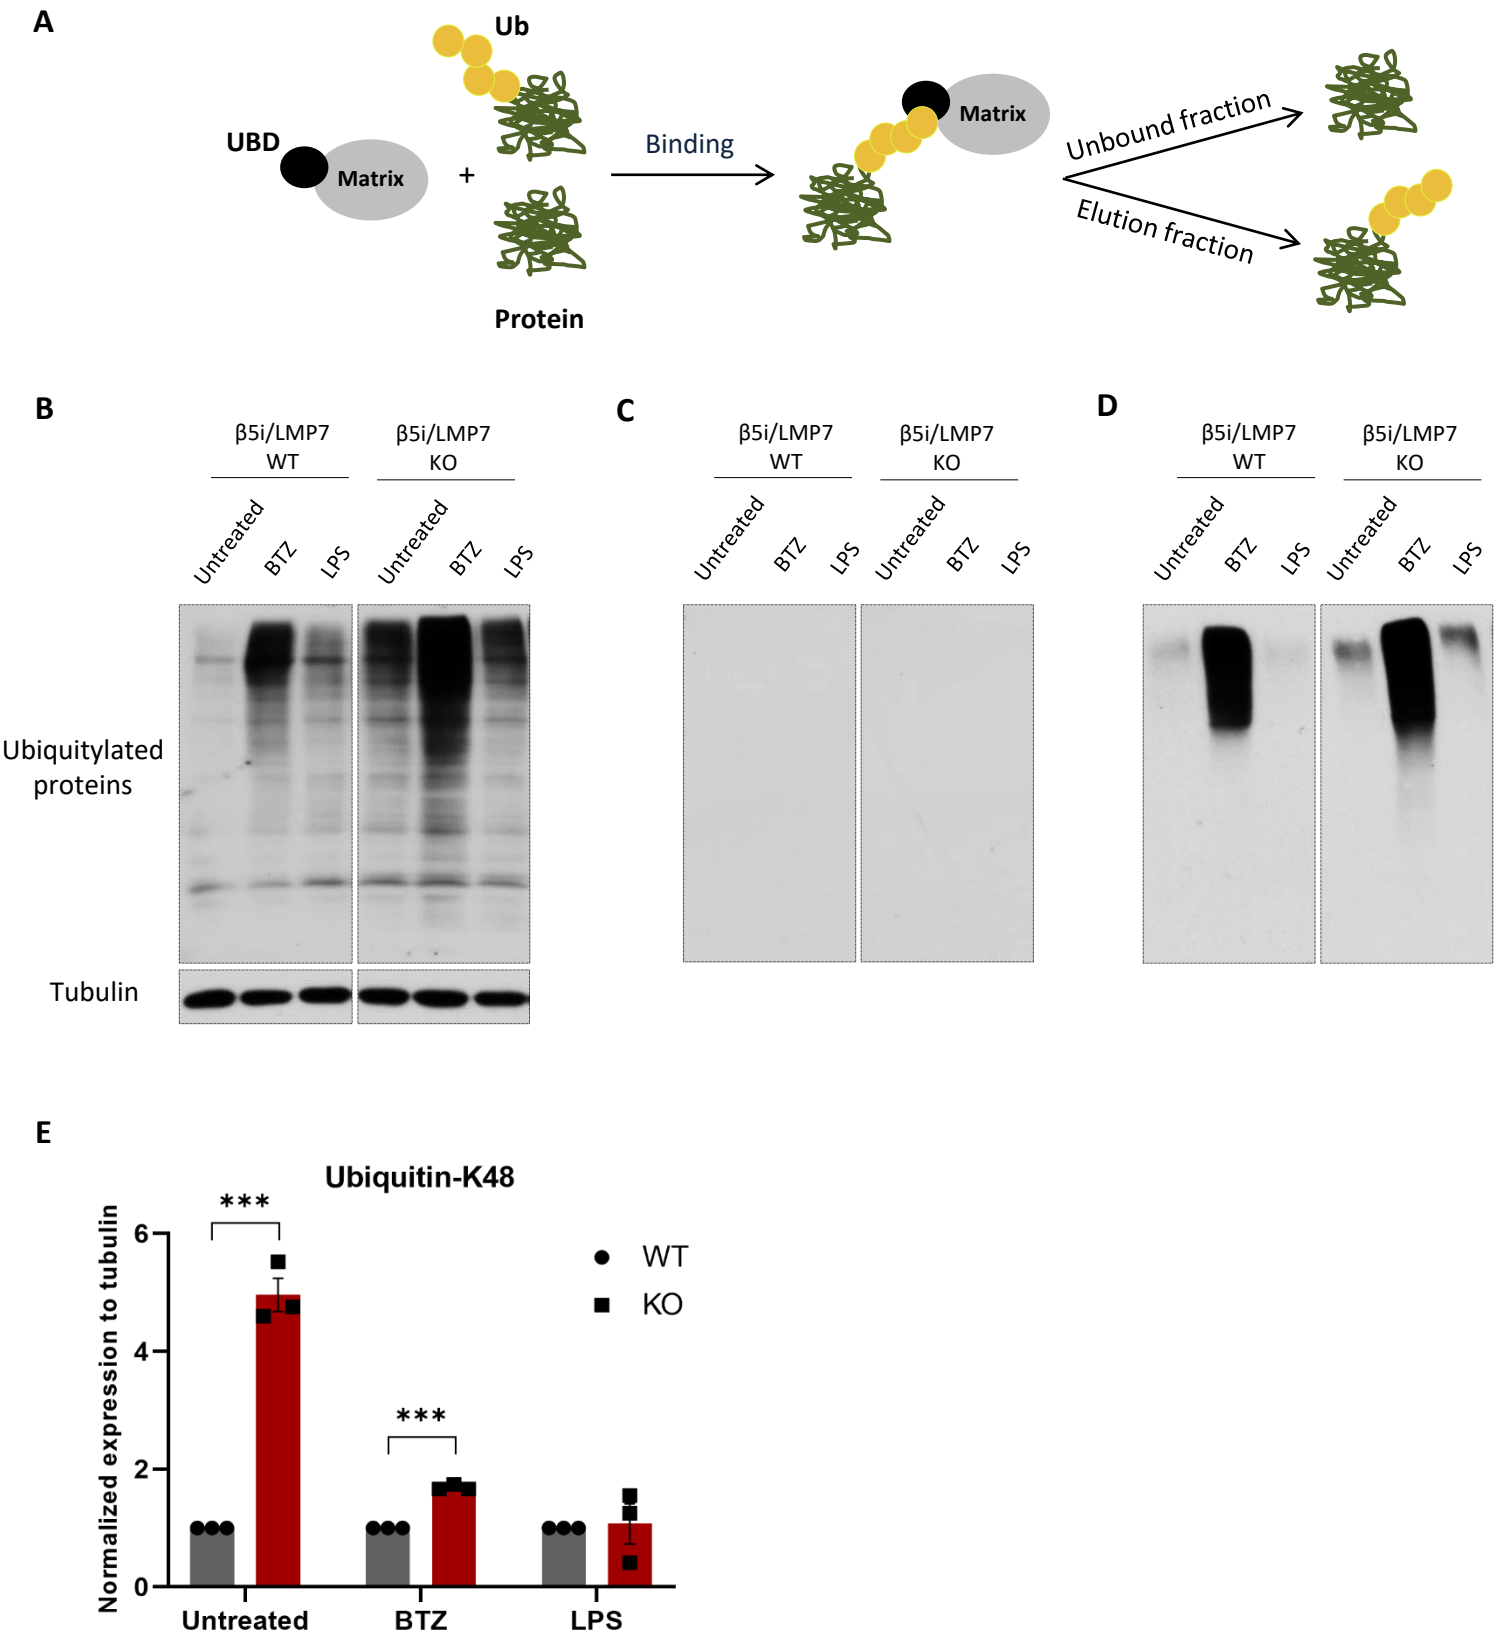 A
Ub
UBD
Matrix
+
Binding
Matrix
Unbound fraction
Elution fraction
Protein
B
β5i/LMP7
WT
β5i/LMP7
KO
Untreated
BTZ
LPS
Untreated
BTZ
LPS
Ubiquitylated
proteins
Tubulin
C
β5i/LMP7
WT
β5i/LMP7
KO
Untreated
BTZ
LPS
Untreated
BTZ
LPS
D
β5i/LMP7
WT
β5i/LMP7
KO
Untreated
BTZ
LPS
Untreated
BTZ
LPS
E
Ubiquitin-K48
Normalized expression to tubulin
6
4
2
0
***
***
WT
KO
Untreated
BTZ
LPS